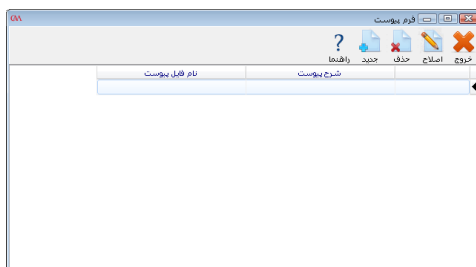 فرم پیوست
خروج اصلاح حذف جدید راهنما
شرح پیوست نام فایل پیوست